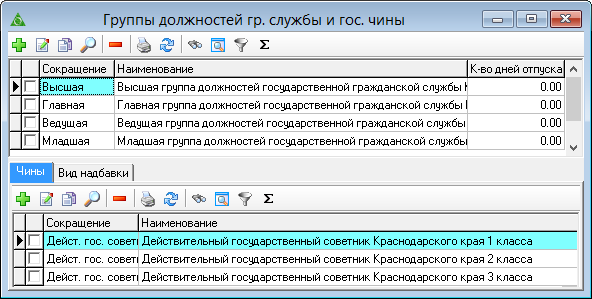 Группы должностей гр. службы и гос. чины
Сокращение Наименование К-во дней отпуска
Высшая Высшая группа должностей государственной гражданской службы 0.00
Главная Главная группа должностей государственной гражданской службы 0.00
Ведущая Ведущая группа должностей государственной гражданской службы 0.00
Младшая Младшая группа должностей государственной гражданской службы 0.00
Чины Вид надбавки
Сокращение Наименование
Дейст. гос. совет Действительный государственный советник Краснодарского края 1 класса
Дейст. гос. совет Действительный государственный советник Краснодарского края 2 класса
Дейст. гос. совет Действительный государственный советник Краснодарского края 3 класса